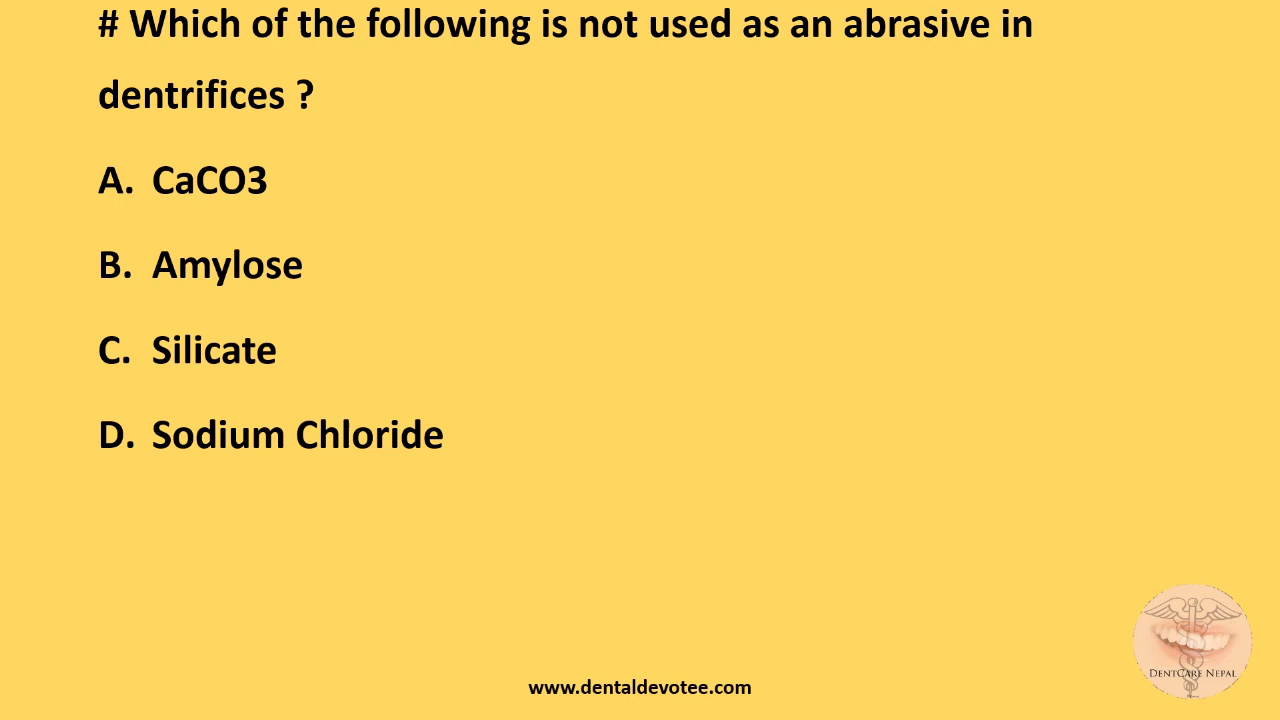 # Which of the following is not used as an abrasive in
dentrifices ?
A. CaCO3
B. Amylose
C. Silicate
D. Sodium Chloride
DENTCARE NEPAL
www.dentaldevotee.com